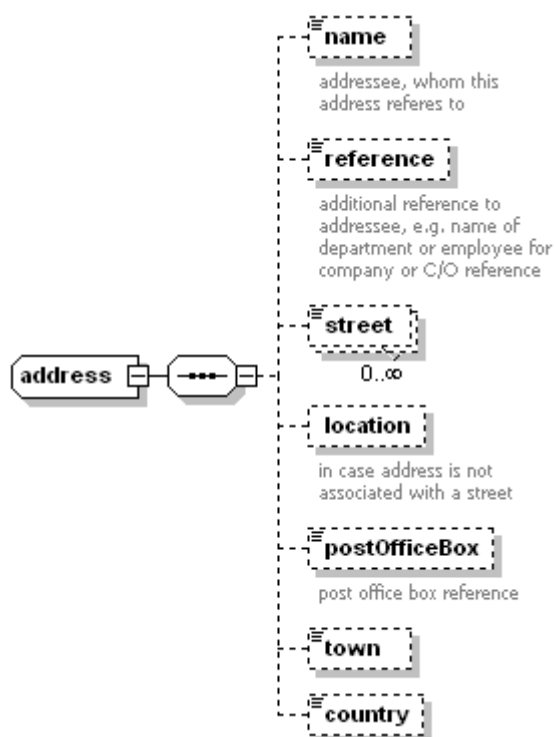 name
addressee, whom this
address referes to
reference
additional reference to
addressee, e.g. name of
department or employee for
company or C/O reference
street
0..∞
address
location
in case address is not
associated with a street
postOfficeBox
post office box reference
town
country